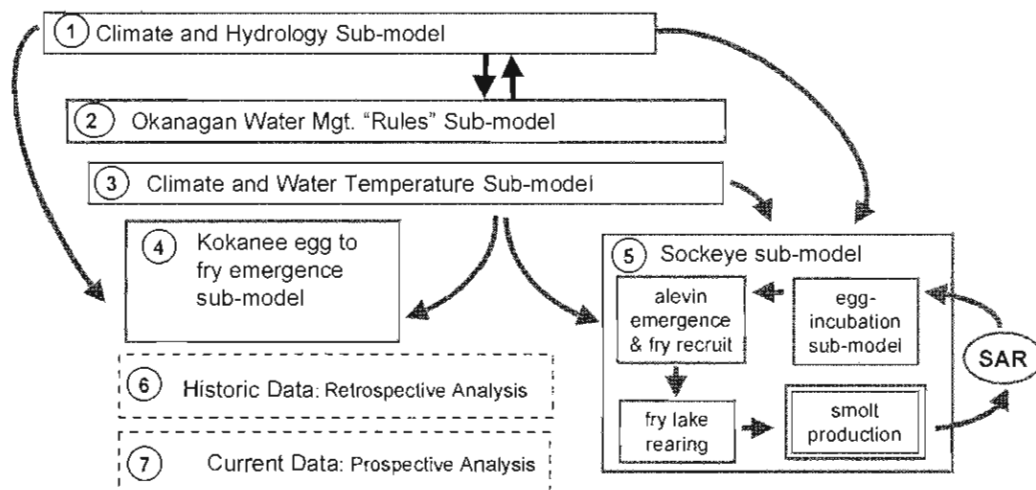 1 Climate and Hydrology Sub-model
2 Okanagan Water Mgt. "Rules" Sub-model
3 Climate and Water Temperature Sub-model
4 Kokanee egg to
fry emergence
sub-model
5 Sockeye sub-model
alevin
emergence
& fry recruit
egg-
incubation
sub-model
SAR
fry lake
rearing
smolt
production
6 Historic Data: Retrospective Analysis
7 Current Data: Prospective Analysis